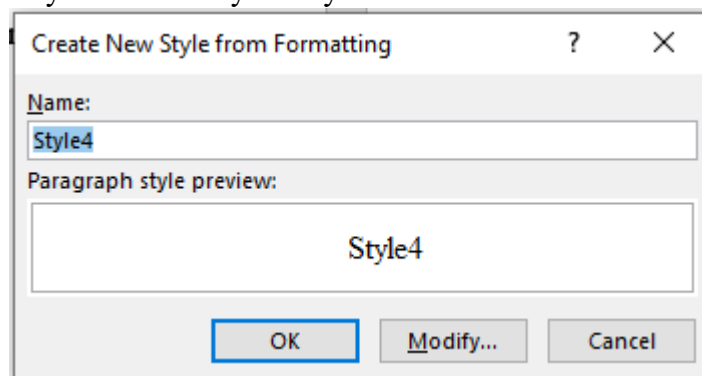 Create New Style from Formatting ? ×
Name:
Style4
Paragraph style preview:
Style4
OK Modify... Cancel